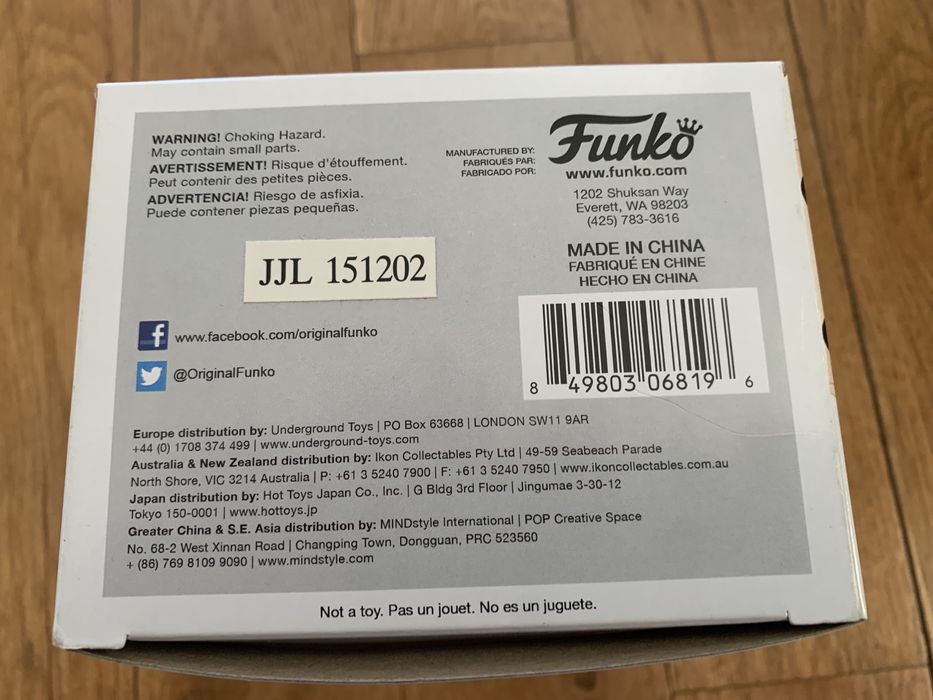 WARNING! Choking Hazard.
May contain small parts.
AVERTISSEMENT! Risque d'étouffement.
Peut contenir des petites pièces.
ADVERTENCIA! Riesgo de asfixia.
Puede contener piezas pequeñas.
MANUFACTURED BY:
FABRIQUÉS PAR:
FABRICADO POR:
Funko
www.funko.com
1202 Shuksan Way
Everett, WA 98203
(425) 783-3616
MADE IN CHINA
FABRIQUÉ EN CHINE
HECHO EN CHINA
JJL 151202
f www.facebook.com/originalfunko
@OriginalFunko
8 49803 06819 6
Europe distribution by: Underground Toys | PO Box 63668 | LONDON SW11 9AR
+44 (0) 1708 374 499 | www.underground-toys.com
Australia & New Zealand distribution by: Ikon Collectables Pty Ltd | 49-59 Seabeach Parade
North Shore, VIC 3214 Australia | P: +61 3 5240 7900 | F: +61 3 5240 7950 | www.ikoncollectables.com.au
Japan distribution by: Hot Toys Japan Co., Inc. | G Bldg 3rd Floor | Jingumae 3-30-12
Tokyo 150-0001 | www.hottoys.jp
Greater China & S.E. Asia distribution by: MINDstyle International | POP Creative Space
No. 68-2 West Xinnan Road | Changping Town, Dongguan, PRC 523560
+ (86) 769 8109 9090 | www.mindstyle.com
Not a toy. Pas un jouet. No es un juguete.